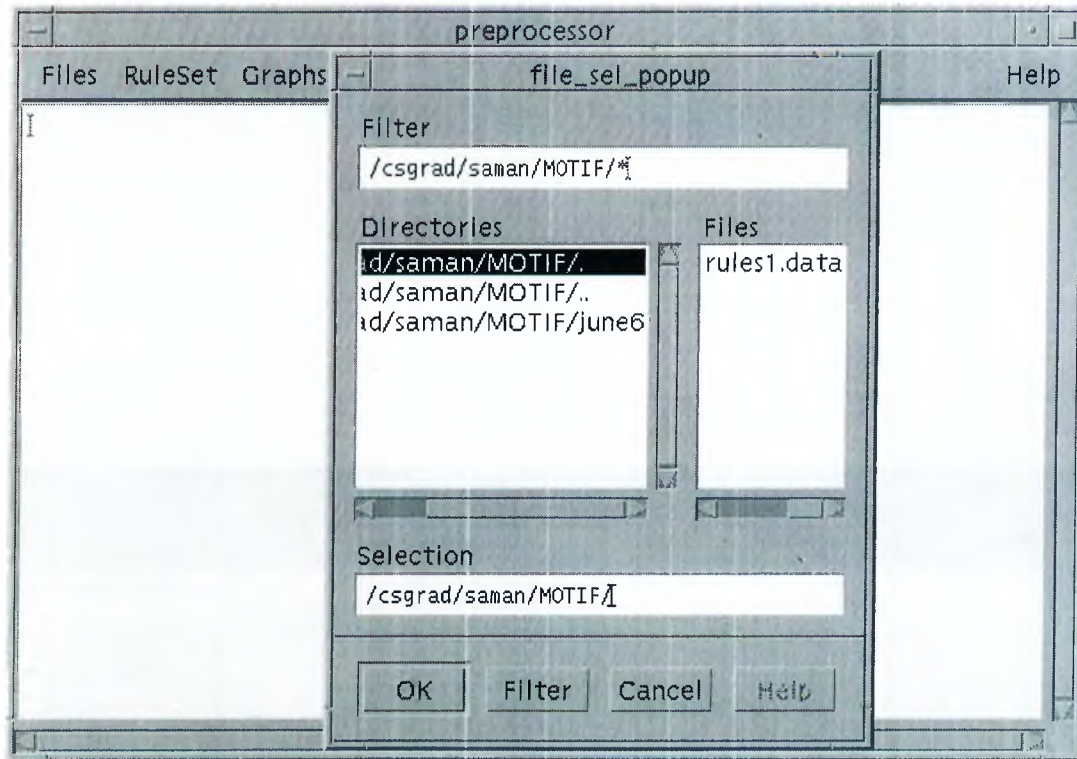 preprocessor
Files RuleSet Graphs Help
file_sel_popup
Filter
/csgrad/saman/MOTIF/*
Directories
ad/saman/MOTIF/.
ad/saman/MOTIF/..
ad/saman/MOTIF/june6
Files
rules1.data
Selection
/csgrad/saman/MOTIF/
OK Filter Cancel Help